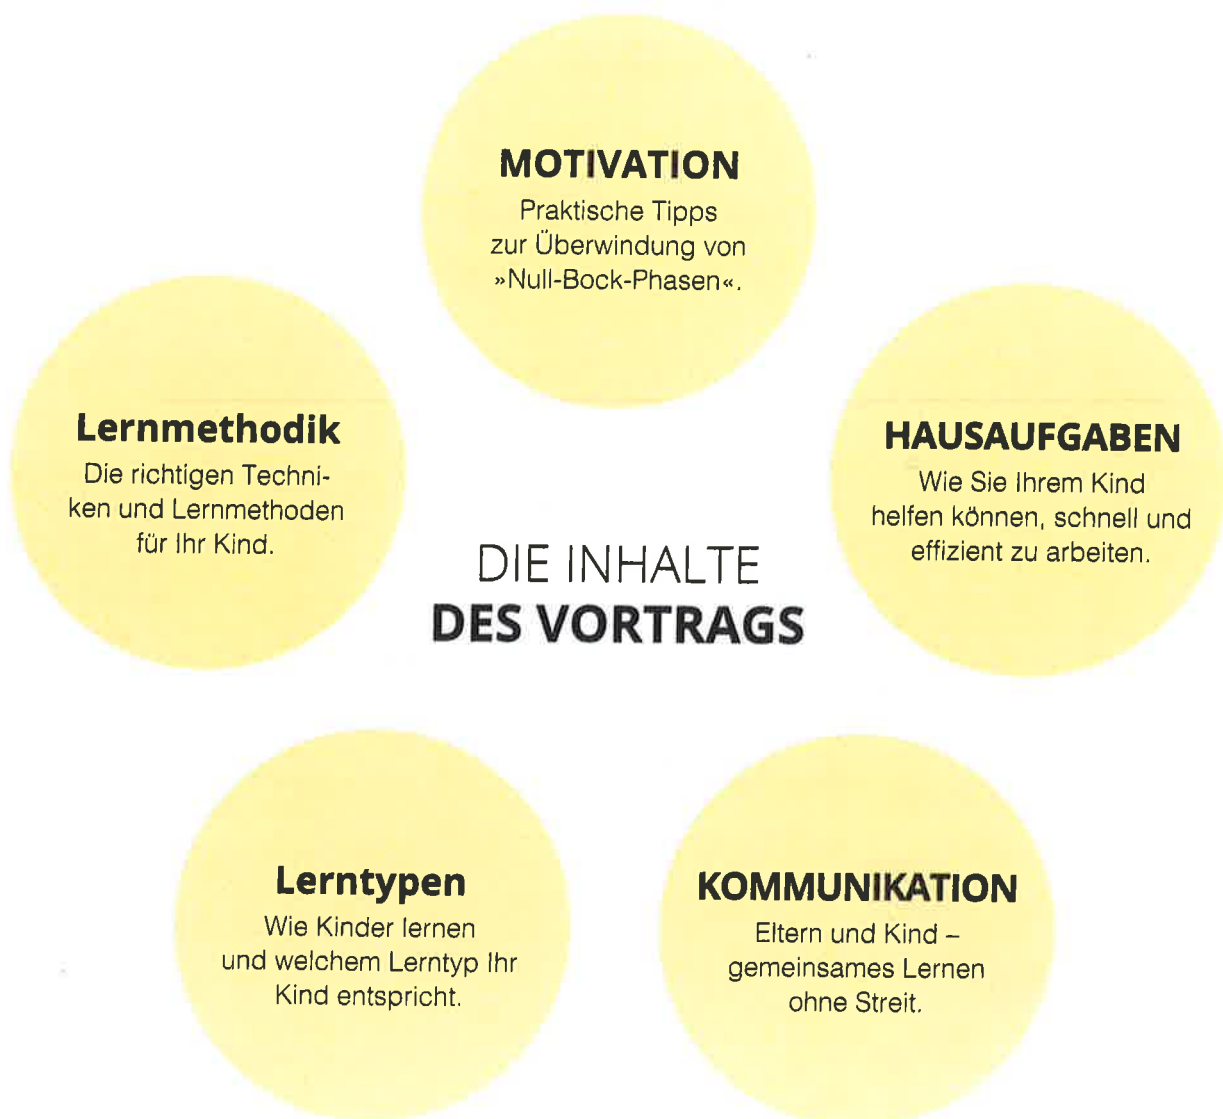 MOTIVATION
Praktische Tipps
zur Überwindung von
»Null-Bock-Phasen«.
Lernmethodik
Die richtigen Techni-
ken und Lernmethoden
für Ihr Kind.
HAUSAUFGABEN
Wie Sie Ihrem Kind
helfen können, schnell und
effizient zu arbeiten.
DIE INHALTE
DES VORTRAGS
Lerntypen
Wie Kinder lernen
und welchem Lerntyp Ihr
Kind entspricht.
KOMMUNIKATION
Eltern und Kind –
gemeinsames Lernen
ohne Streit.